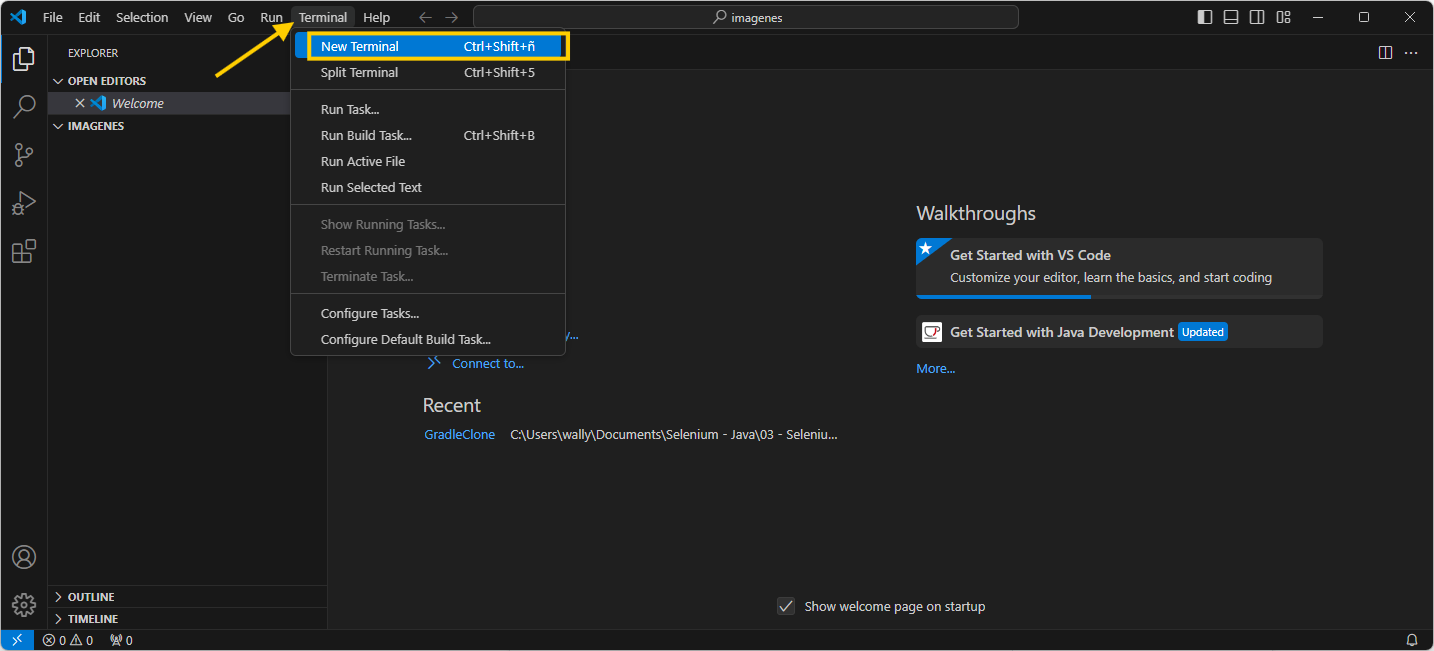 File Edit Selection View Go Run Terminal Help imagenes
EXPLORER
OPEN EDITORS
Welcome
IMAGENES
New Terminal Ctrl+Shift+ñ
Split Terminal Ctrl+Shift+5
Run Task...
Run Build Task... Ctrl+Shift+B
Run Active File
Run Selected Text
Show Running Tasks...
Restart Running Task...
Terminate Task...
Configure Tasks...
Configure Default Build Task...
y...
Connect to...
Recent
GradleClone C:\Users\wally\Documents\Selenium - Java\03 - Seleniu...
Walkthroughs
Get Started with VS Code
Customize your editor, learn the basics, and start coding
Get Started with Java Development Updated
More...
Show welcome page on startup
OUTLINE
TIMELINE
0 0 0